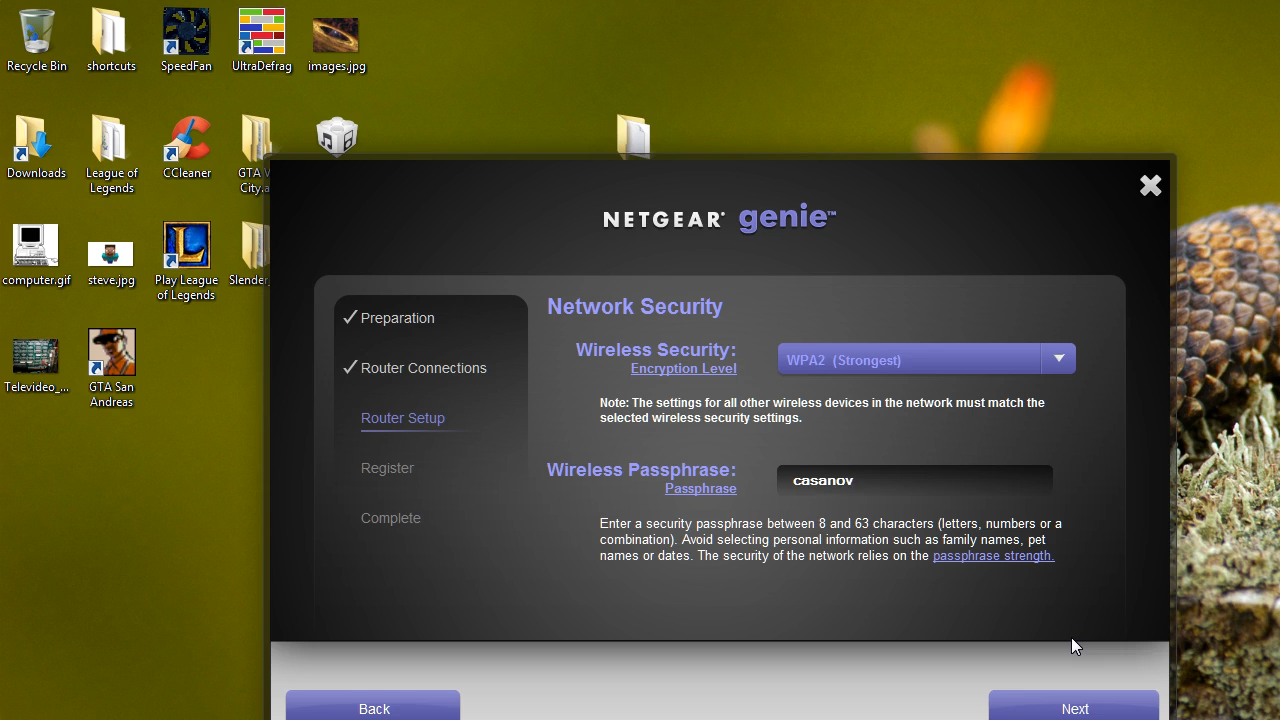 Recycle Bin
shortcuts
SpeedFan
UltraDefrag
images.jpg
Downloads
League of
Legends
CCleaner
GTA
City.a
computer.gif
steve.jpg
Play League
of Legends
Slender_
Televideo_...
GTA San
Andreas
NETGEAR® genie™
Preparation
Router Connections
Router Setup
Register
Complete
Network Security
Wireless Security:
Encryption Level
WPA2 (Strongest)
Note: The settings for all other wireless devices in the network must match the
selected wireless security settings.
Wireless Passphrase:
Passphrase
casanov
Enter a security passphrase between 8 and 63 characters (letters, numbers or a
combination). Avoid selecting personal information such as family names, pet
names or dates. The security of the network relies on the passphrase strength.
Back
Next